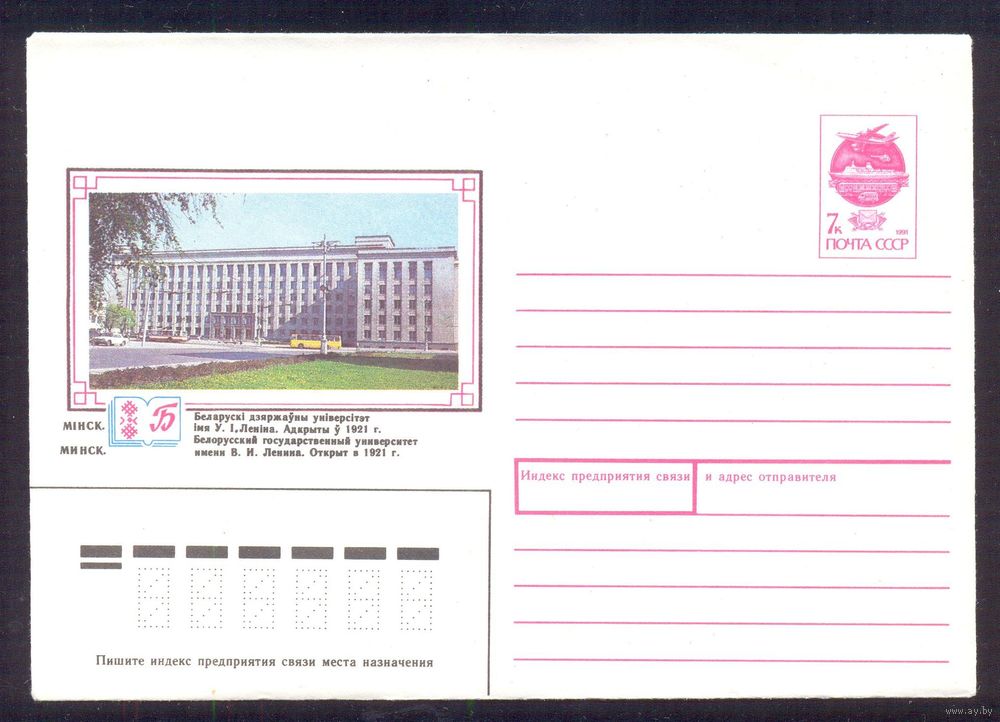 7к
1991
ПОЧТА СССР
МІНСК.
МИНСК.
Б
Беларускі дзяржаўны універсітэт
імя У. І. Леніна. Адкрыты ў 1921 г.
Белорусский государственный университет
имени В. И. Ленина. Открыт в 1921 г.
Индекс предприятия связи и адрес отправителя
Пишите индекс предприятия связи места назначения
www.ay.by